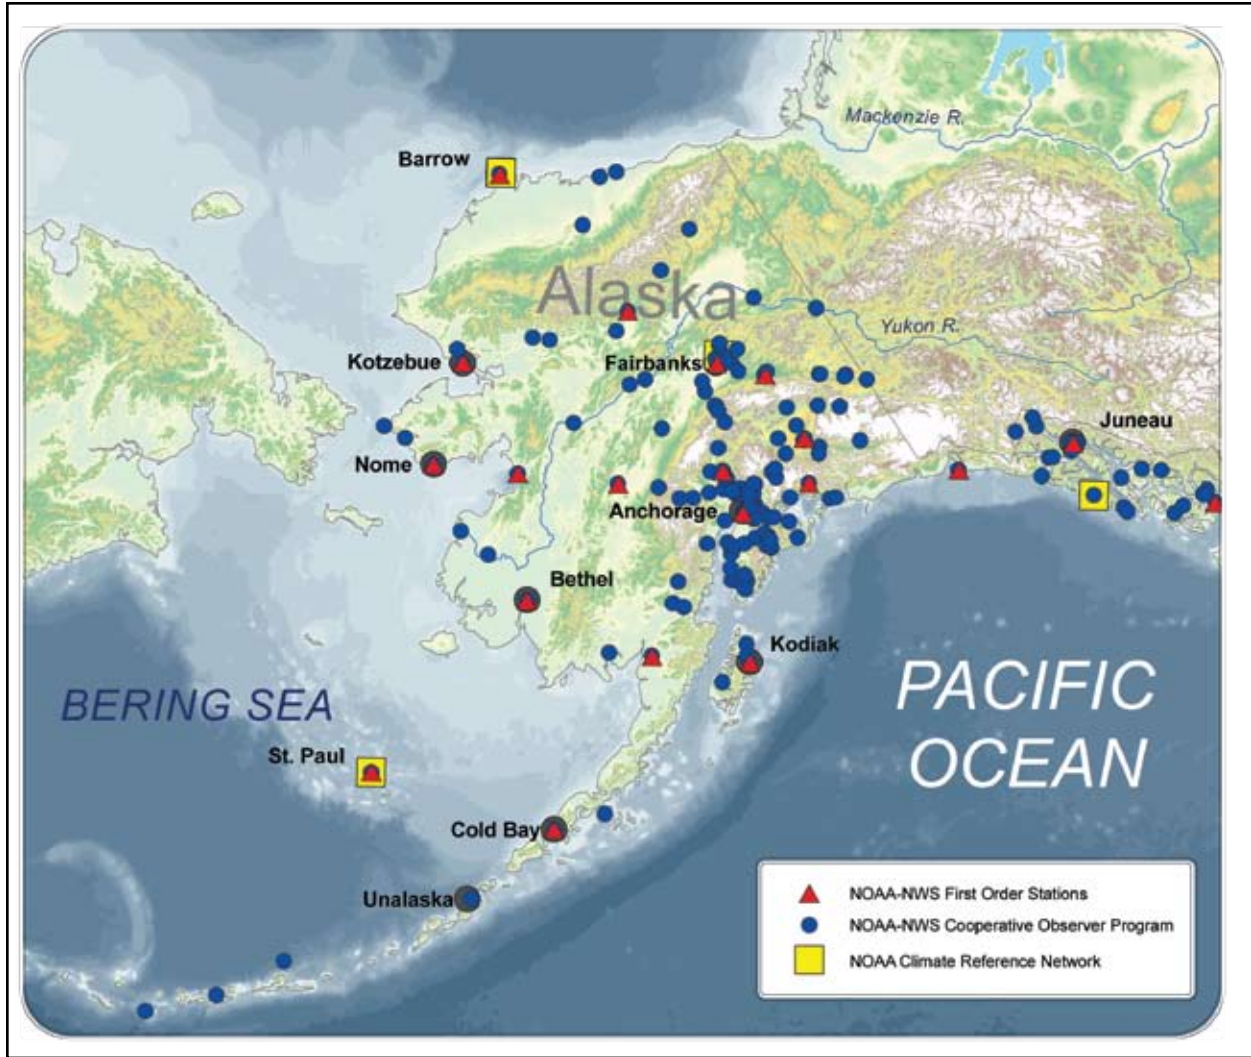 Mackenzie R.
Barrow
Alaska
Yukon R.
Kotzebue
Fairbanks
Juneau
Nome
Anchorage
Bethel
Kodiak
BERING SEA
PACIFIC
OCEAN
St. Paul
Cold Bay
Unalaska
NOAA-NWS First Order Stations
NOAA-NWS Cooperative Observer Program
NOAA Climate Reference Network